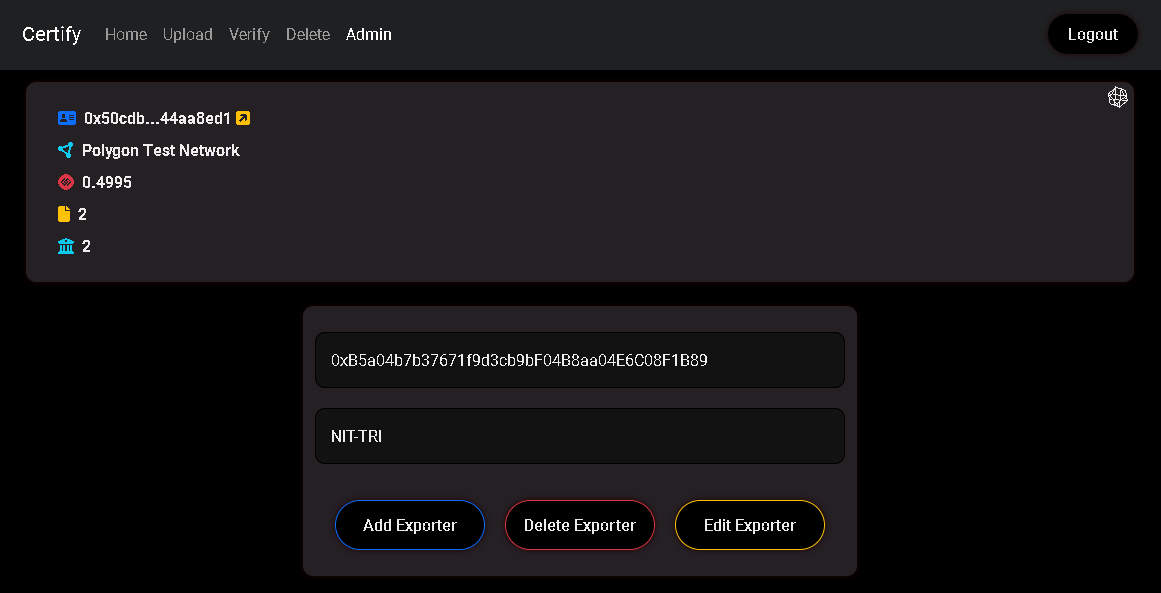 Certify Home Upload Verify Delete Admin Logout
0x50cdb...44aa8ed1
Polygon Test Network
0.4995
2
2
0xB5a04b7b37671f9d3cb9bF04B8aa04E6C08F1B89
NIT-TRI
Add Exporter Delete Exporter Edit Exporter